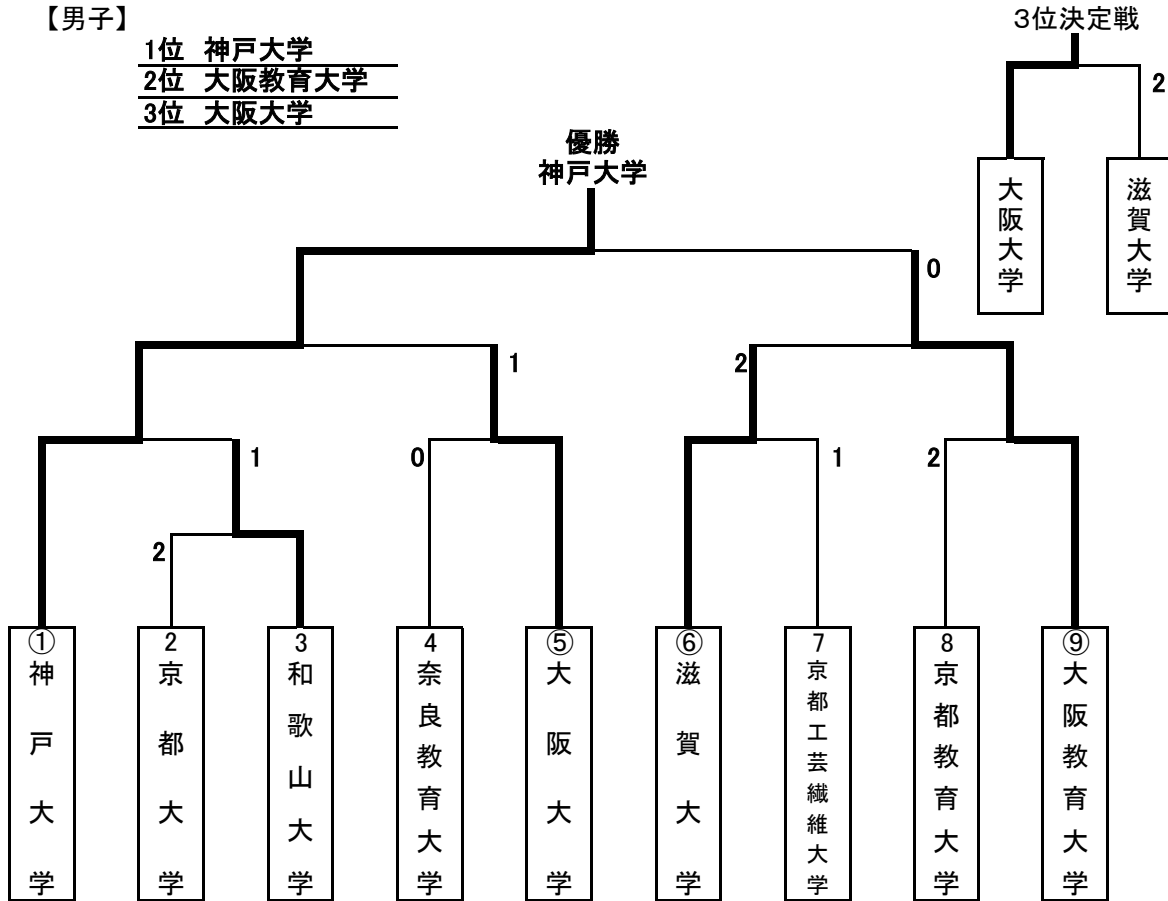 【男子】
1位 神戸大学
2位 大阪教育大学
3位 大阪大学
3位決定戦
2
大阪大学
滋賀大学
優勝
神戸大学
0
1
2
1
0
1
2
2
① 神戸大学
2 京都大学
3 和歌山大学
4 奈良教育大学
⑤ 大阪大学
⑥ 滋賀大学
7 京都工芸繊維大学
8 京都教育大学
⑨ 大阪教育大学